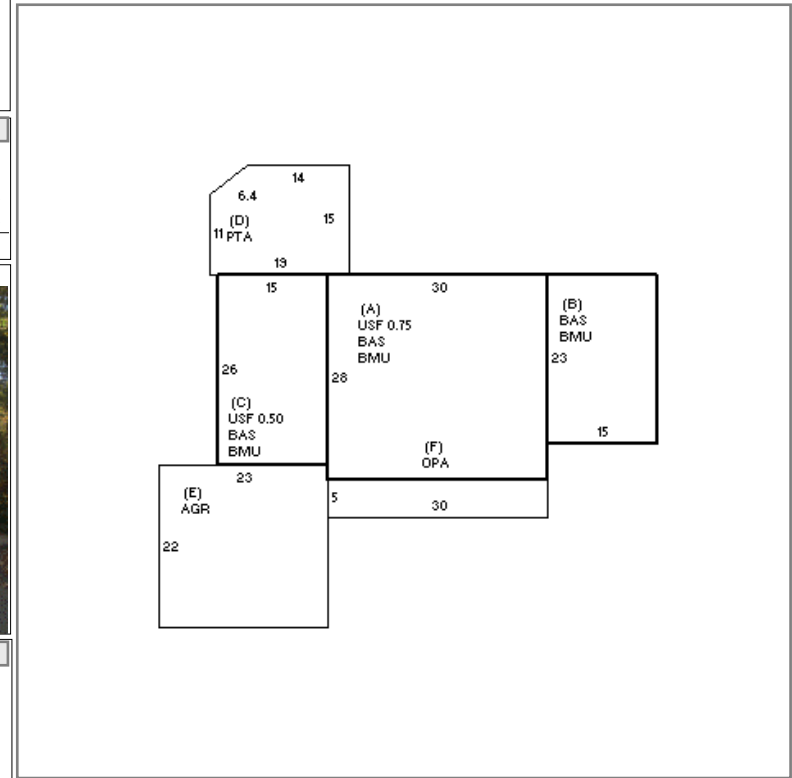 14
6.4
(D)
15
11 PTA
19
15
30
(A)
USF 0.75
BAS
BMU
(B)
BAS
BMU
23
26
28
(C)
USF 0.50
BAS
BMU
15
(F)
OPA
23
(E)
AGR
5
30
22